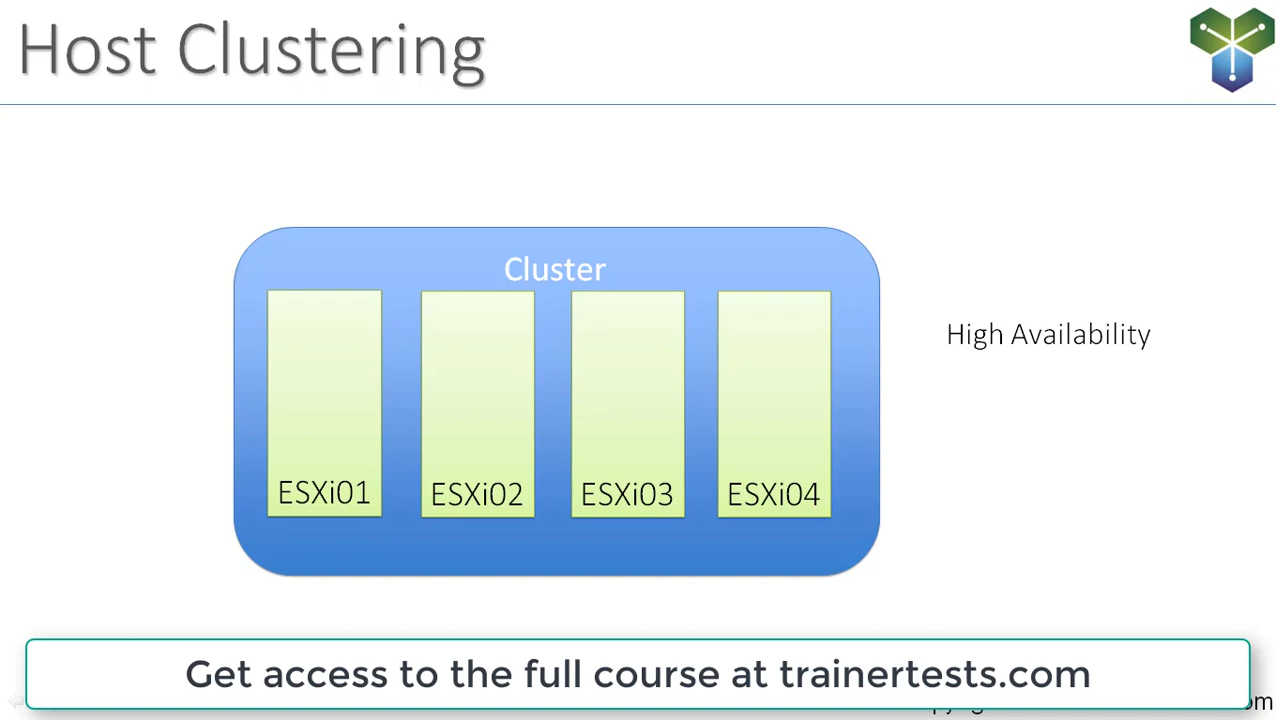 Host Clustering
Cluster
High Availability
ESXi01 ESXi02 ESXi03 ESXi04
Get access to the full course at trainertests.com